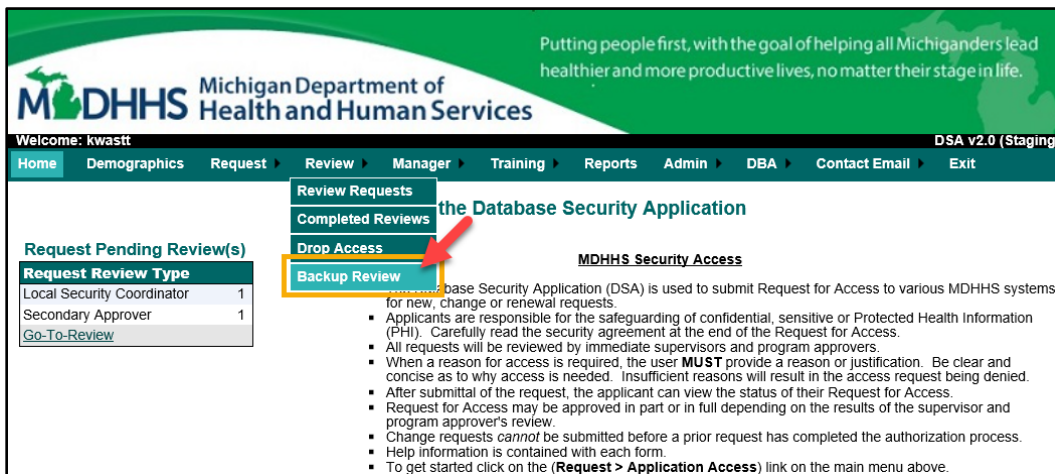 Putting people first, with the goal of helping all Michiganders lead
healthier and more productive lives, no matter their stage in life.
MDHHS Michigan Department of
Health and Human Services
Welcome: kwastt DSA v2.0 (Staging
Home Demographics Request Review Manager Training Reports Admin DBA Contact Email Exit
Review Requests
Completed Reviews
Drop Access
Backup Review
the Database Security Application
Request Pending Review(s)
Request Review Type
Local Security Coordinator 1
Secondary Approver 1
Go-To-Review
MDHHS Security Access
Security Application (DSA) is used to submit Request for Access to various MDHHS systems
for new, change or renewal requests.
▪ Applicants are responsible for the safeguarding of confidential, sensitive or Protected Health Information
(PHI). Carefully read the security agreement at the end of the Request for Access.
▪ All requests will be reviewed by immediate supervisors and program approvers.
▪ When a reason for access is required, the user MUST provide a reason or justification. Be clear and
concise as to why access is needed. Insufficient reasons will result in the access request being denied.
▪ After submittal of the request, the applicant can view the status of their Request for Access.
▪ Request for Access may be approved in part or in full depending on the results of the supervisor and
program approver's review.
▪ Change requests cannot be submitted before a prior request has completed the authorization process.
▪ Help information is contained with each form.
▪ To get started click on the (Request > Application Access) link on the main menu above.